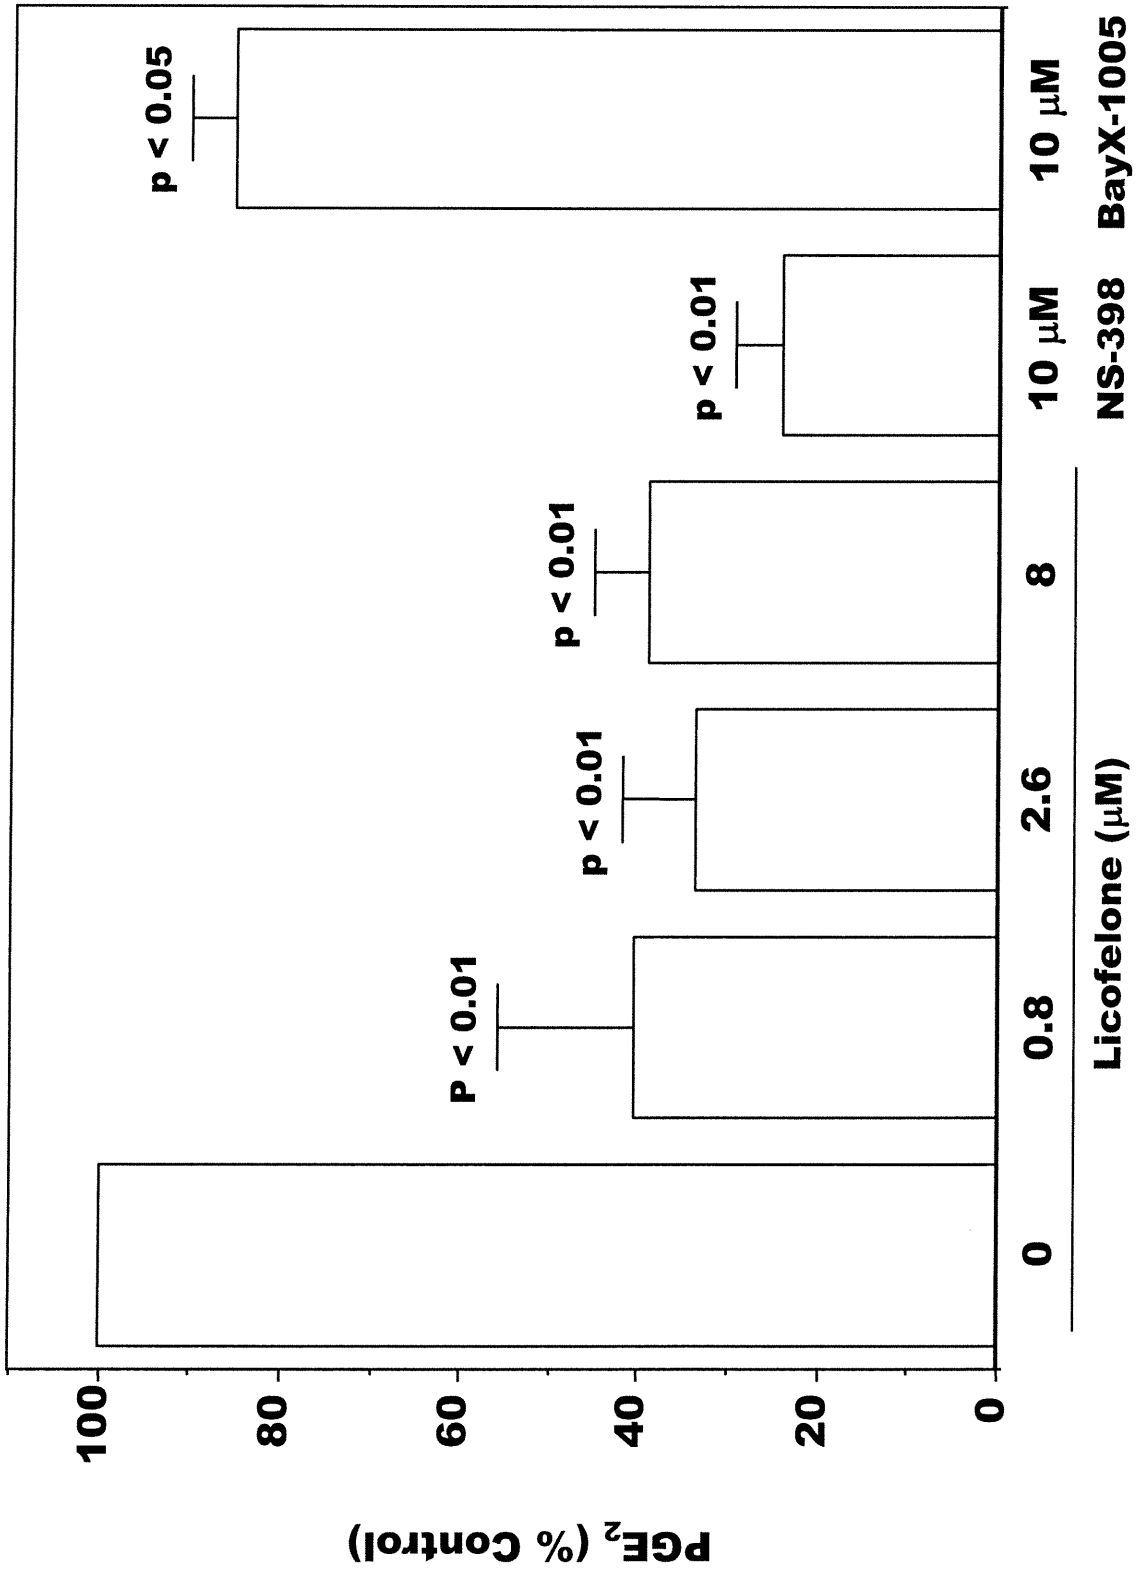 PGE2 (% Control)
100
80
60
40
20
0
P < 0.01
p < 0.01
p < 0.01
p < 0.01
p < 0.05
0 0.8 2.6 8 10 μM 10 μM
Licofelone (μM) NS-398 BayX-1005